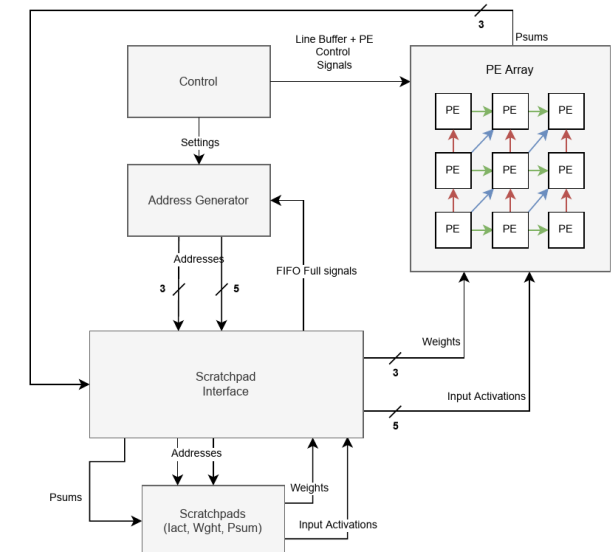 3
Psums
Line Buffer + PE
Control
Signals
Control
PE Array
PE PE PE
Settings
PE PE PE
Address Generator
PE PE PE
Addresses
FIFO Full signals
3 5
Weights
3
Scratchpad
Interface
Input Activations
5
Addresses
Psums
Weights
Scratchpads
(Iact, Wght, Psum)
Input Activations